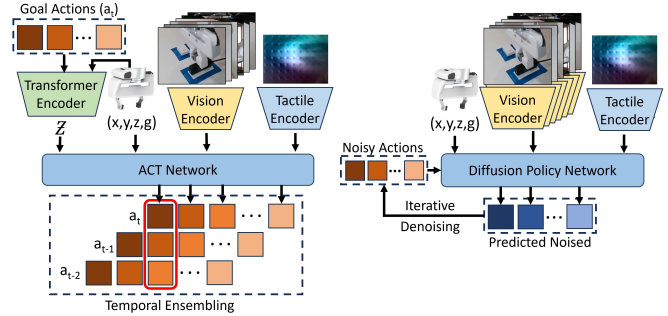 Goal Actions (aₜ)
Transformer
Encoder
Z
(x,y,z,g)
Vision
Encoder
Tactile
Encoder
ACT Network
aₜ
aₜ₋₁
aₜ₋₂
Temporal Ensembling
(x,y,z,g)
Vision
Encoder
Tactile
Encoder
Noisy Actions
Diffusion Policy Network
Iterative
Denoising
Predicted Noised